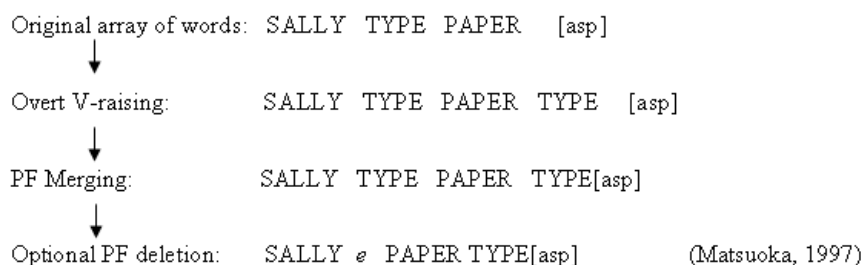 Original array of words: SALLY TYPE PAPER [asp]
Overt V-raising: SALLY TYPE PAPER TYPE [asp]
PF Merging: SALLY TYPE PAPER TYPE[asp]
Optional PF deletion: SALLY e PAPER TYPE[asp] (Matsuoka, 1997)